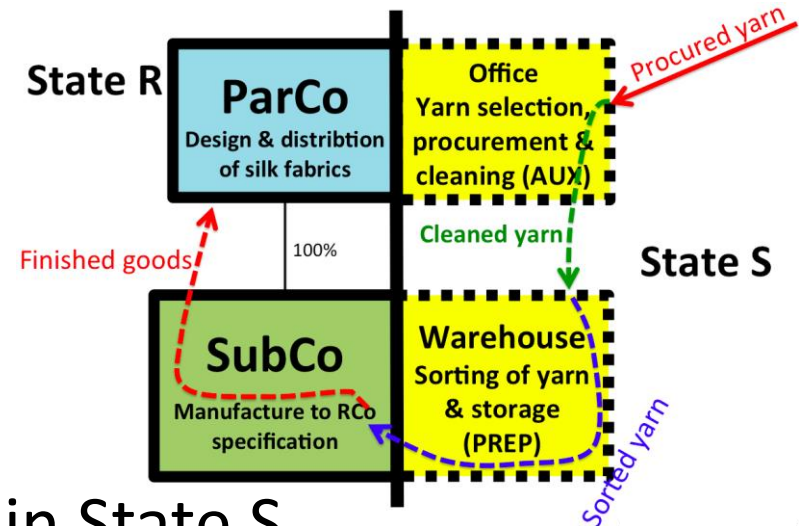 State R
ParCo
Design & distribtion
of silk fabrics
Office
Yarn selection,
procurement &
cleaning (AUX)
Procured yarn
Finished goods
100%
Cleaned yarn
State S
SubCo
Manufacture to RCo
specification
Warehouse
Sorting of yarn
& storage
(PREP)
Sorted yarn
in State S